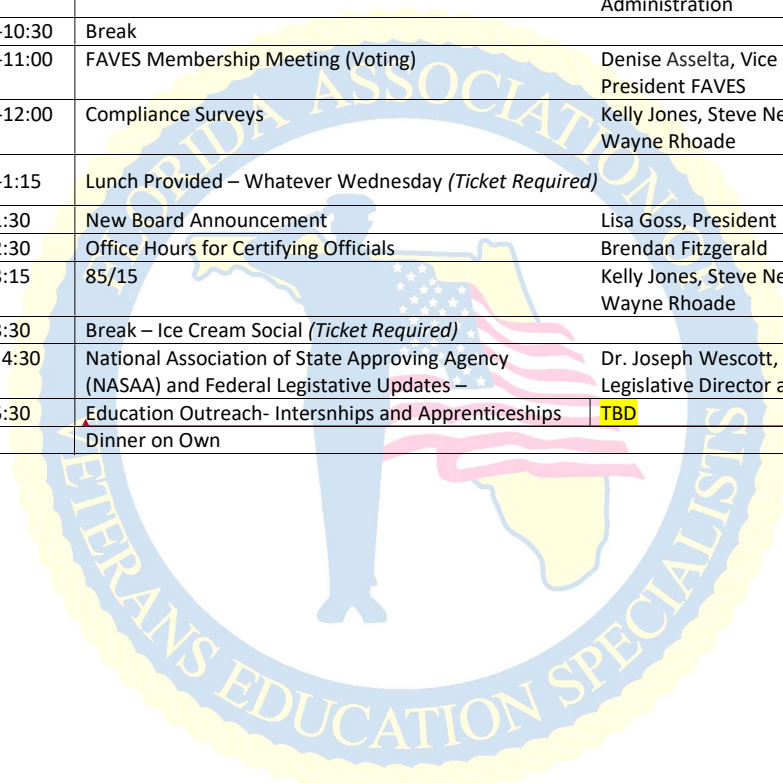 Administration
-10:30 Break
-11:00 FAVES Membership Meeting (Voting) Denise Asselta, Vice
President FAVES
-12:00 Compliance Surveys Kelly Jones, Steve Ne
Wayne Rhoade
-1:15 Lunch Provided – Whatever Wednesday (Ticket Required)
:30 New Board Announcement Lisa Goss, President
:30 Office Hours for Certifying Officials Brendan Fitzgerald
:15 85/15 Kelly Jones, Steve Ne
Wayne Rhoade
:30 Break – Ice Cream Social (Ticket Required)
4:30 National Association of State Approving Agency Dr. Joseph Wescott,
(NASAA) and Federal Legistative Updates – Legislative Director a
:30 Education Outreach- Intersnhips and Apprenticeships TBD
Dinner on Own
FLORIDA ASSOCIATION OF
VETERANS EDUCATION SPECIALISTS